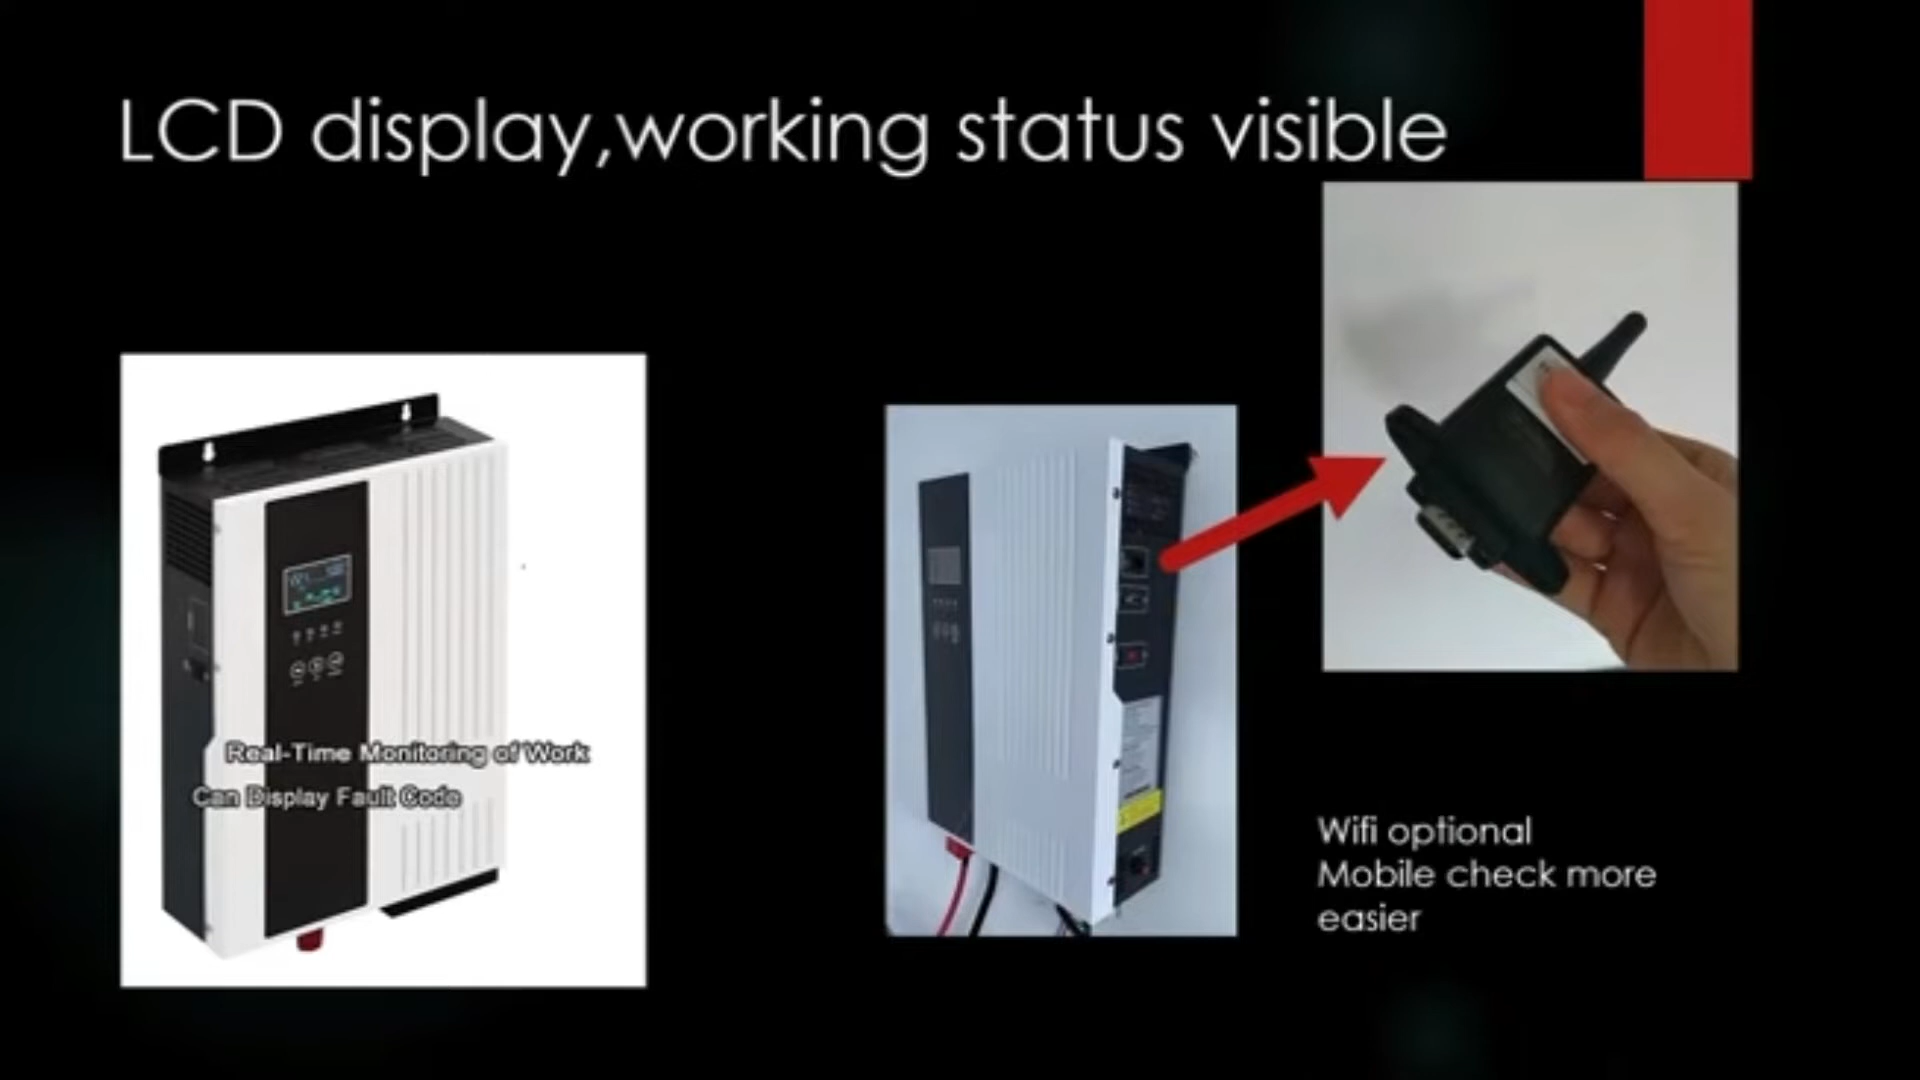 LCD display,working status visible
Real-Time Monitoring of Work
Can Display Fault Code
Wifi optional
Mobile check more
easier